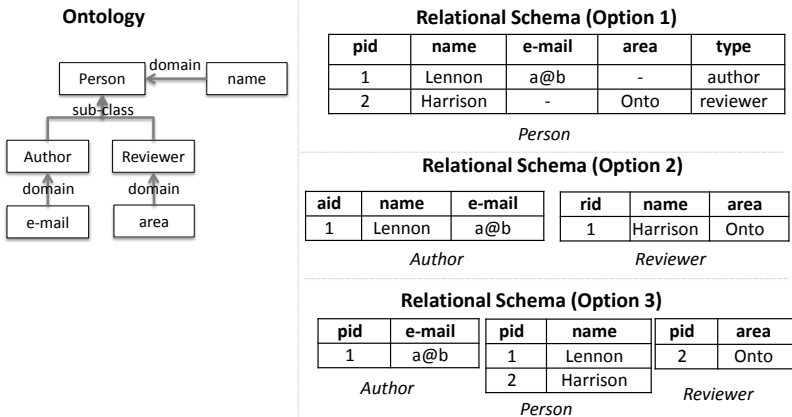 Ontology
domain
Person
name
sub-class
Author
Reviewer
domain
domain
e-mail
area
Relational Schema (Option 1)
pid name e-mail area type
1 Lennon a@b - author
2 Harrison - Onto reviewer
Person
Relational Schema (Option 2)
aid name e-mail
1 Lennon a@b
Author
rid name area
1 Harrison Onto
Reviewer
Relational Schema (Option 3)
pid e-mail
1 a@b
Author
pid name
1 Lennon
2 Harrison
Person
pid area
2 Onto
Reviewer